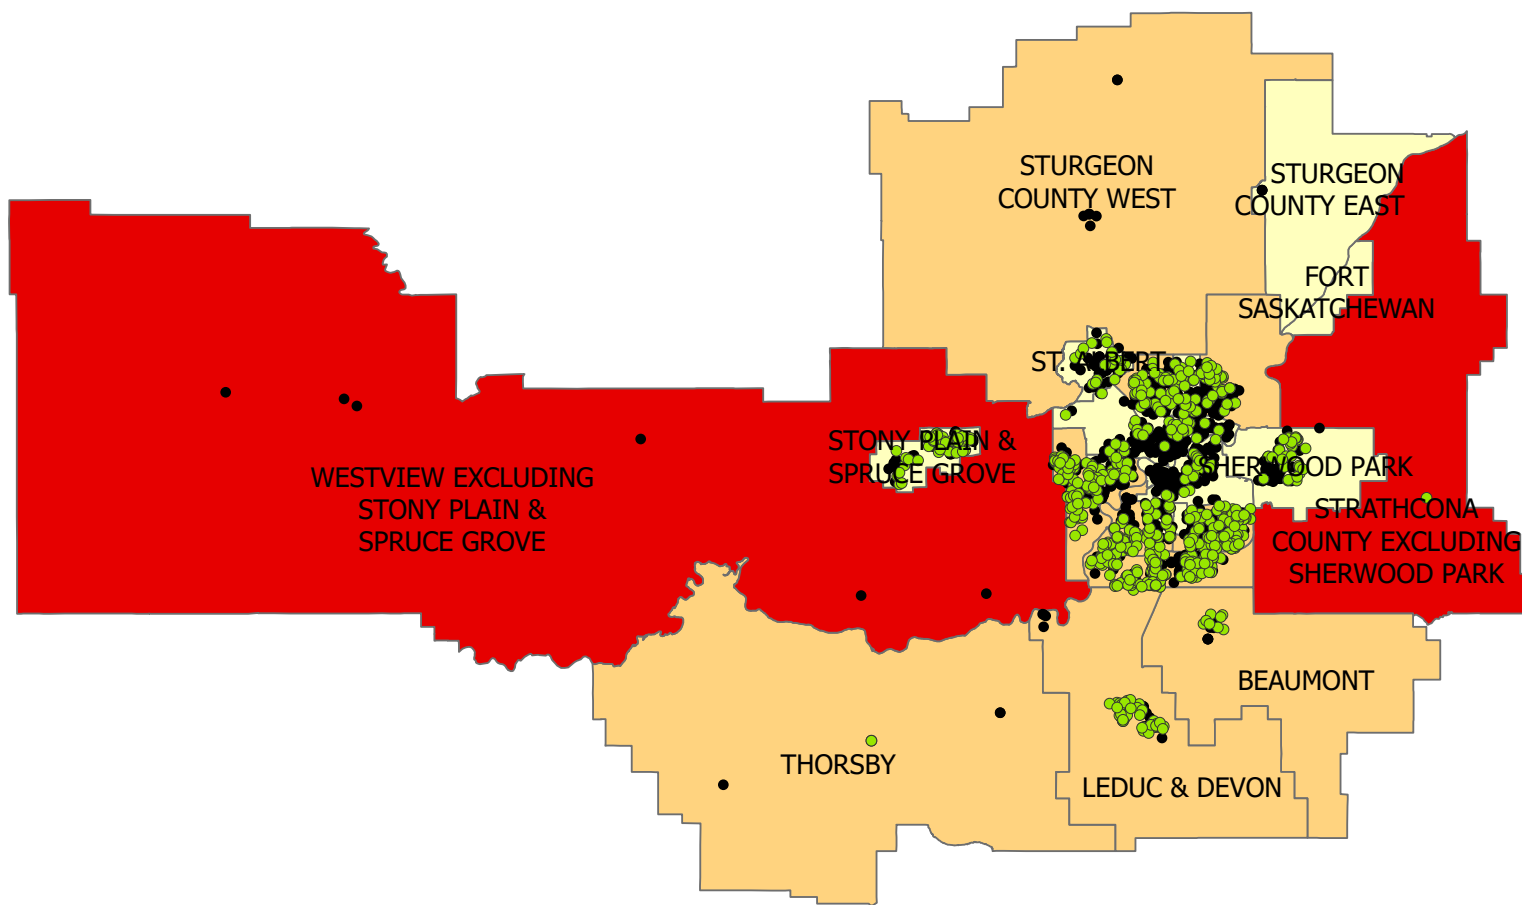 STURGEON
COUNTY WEST
STURGEON
COUNTY EAST
FORT
SASKATCHEWAN
ST. ALBERT
STONY PLAIN &
SPRUCE GROVE
SHERWOOD PARK
WESTVIEW EXCLUDING
STONY PLAIN &
SPRUCE GROVE
STRATHCONA
COUNTY EXCLUDING
SHERWOOD PARK
BEAUMONT
THORSBY
LEDUC & DEVON